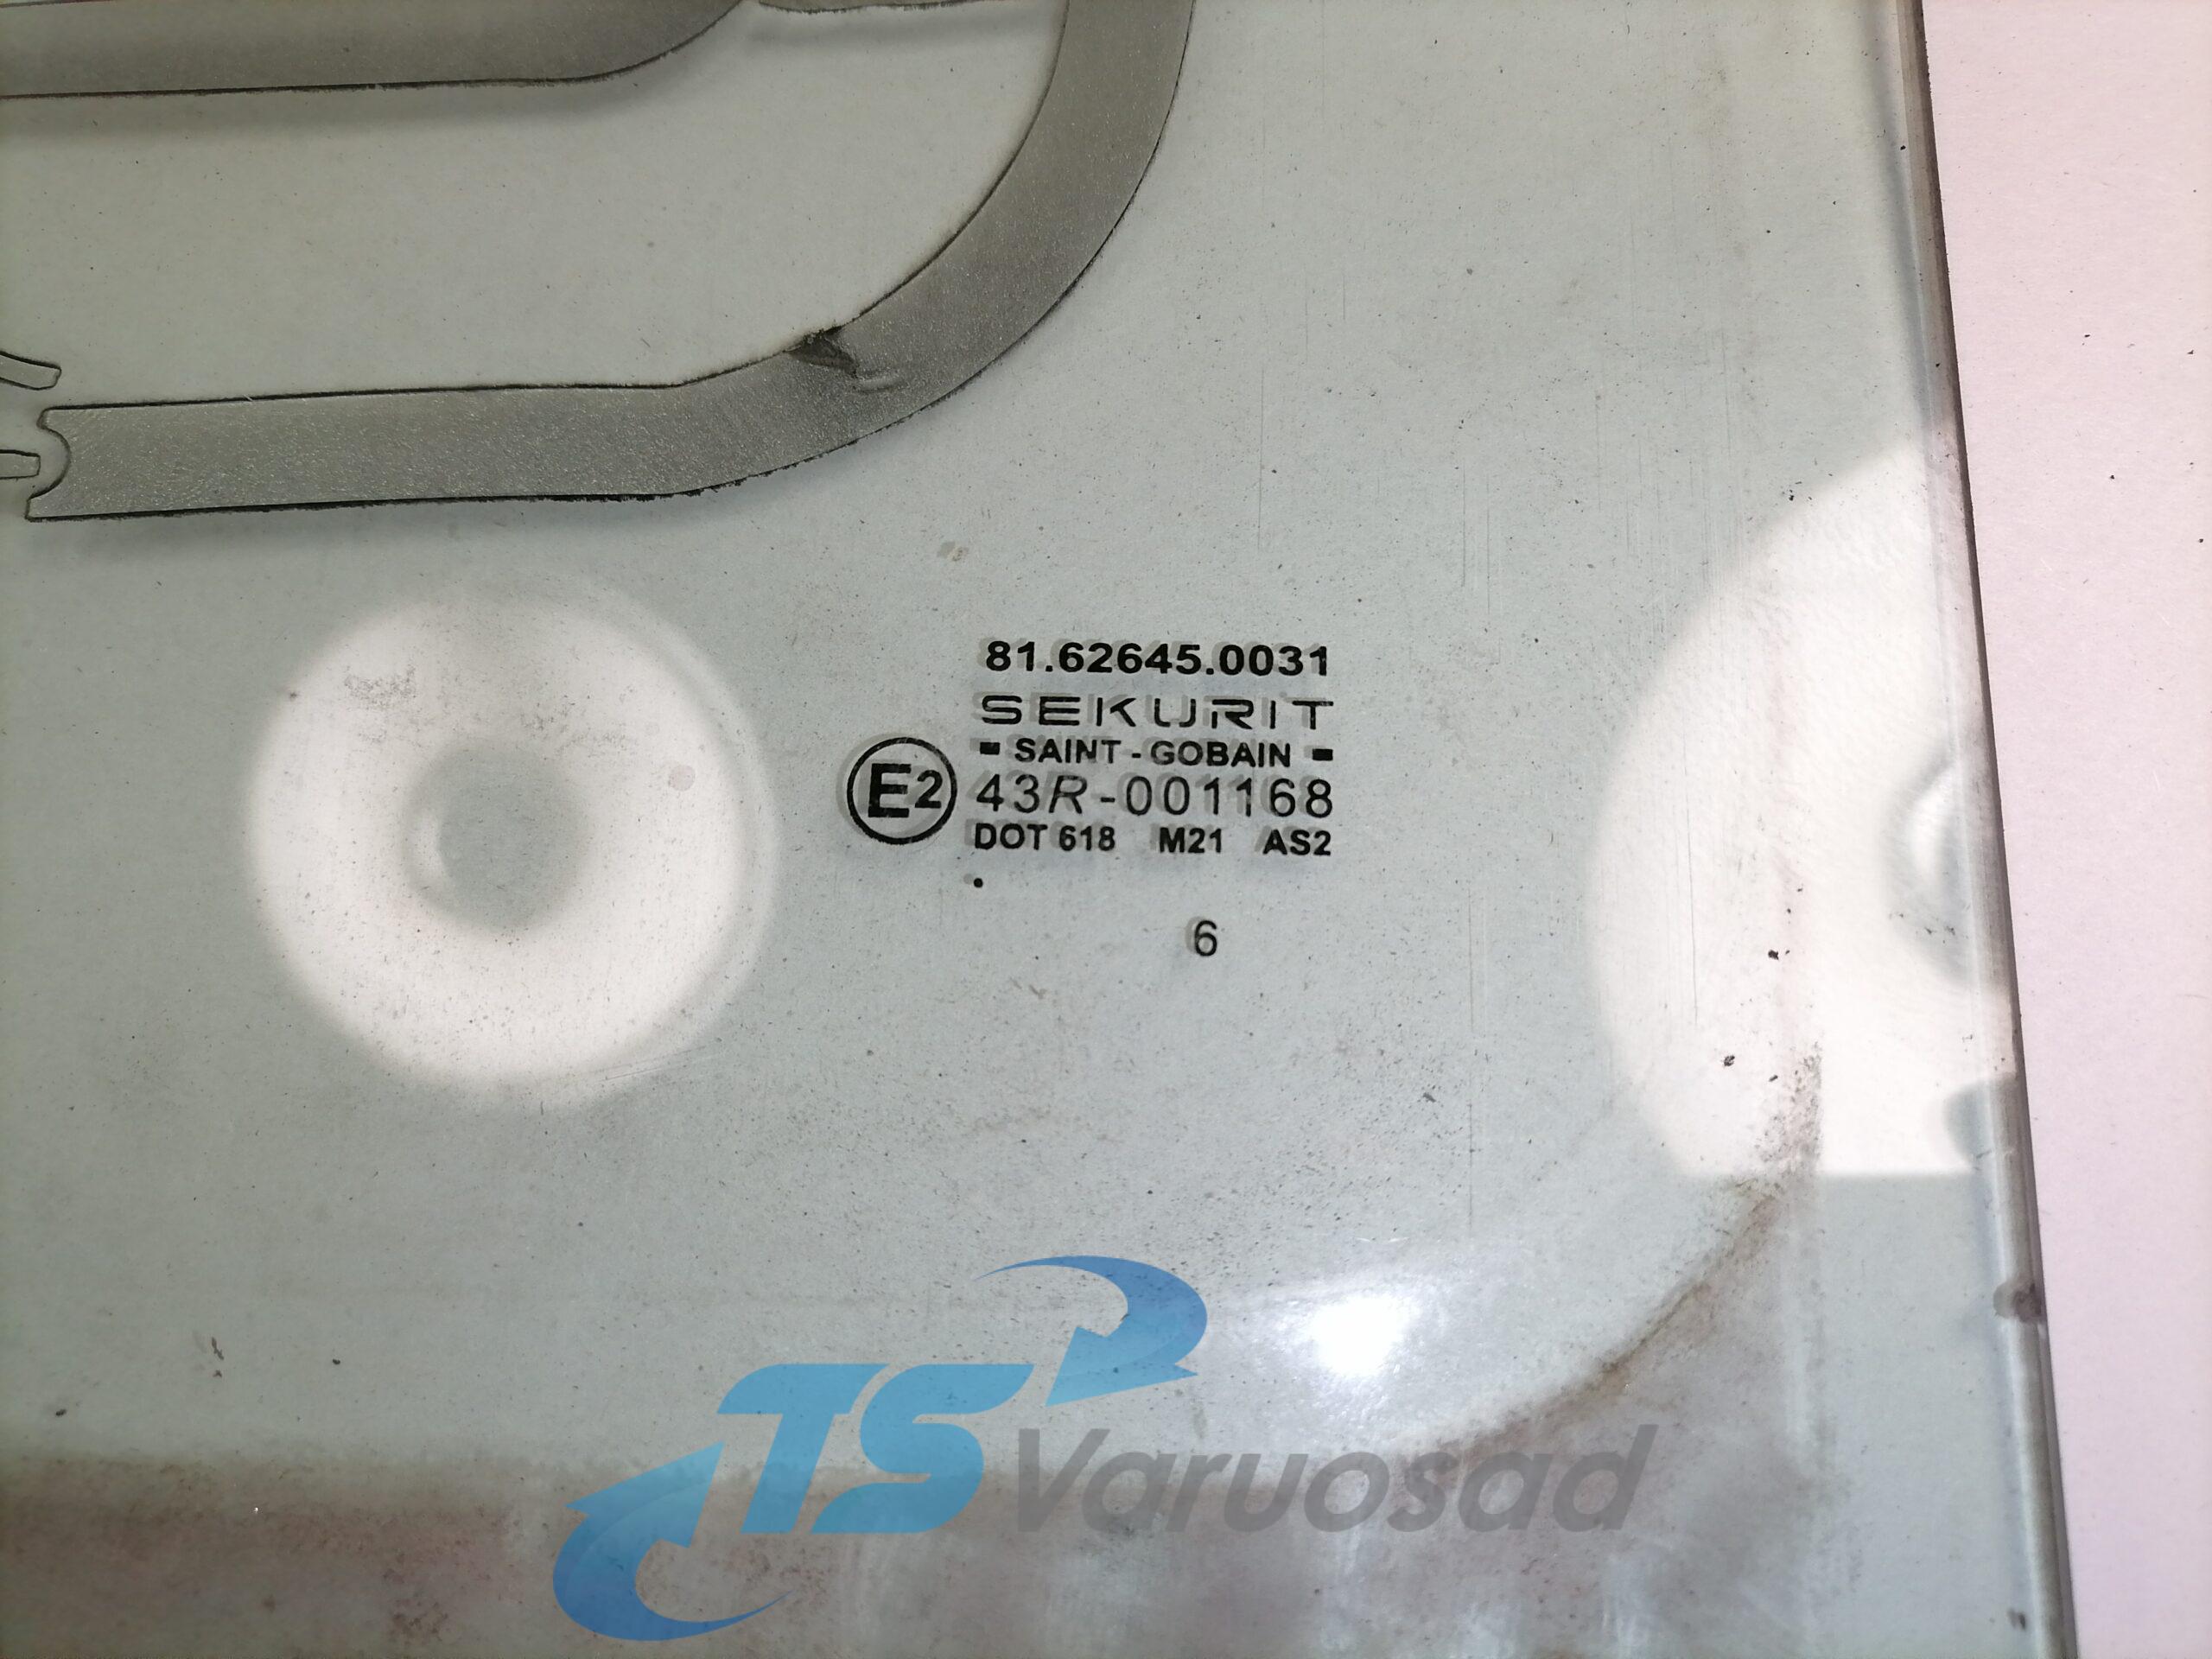 81.62645.0031
SEKURIT
- SAINT-GOBAIN -
E2 43R-001168
DOT 618 M21 AS2
.
6
TS Varuosad